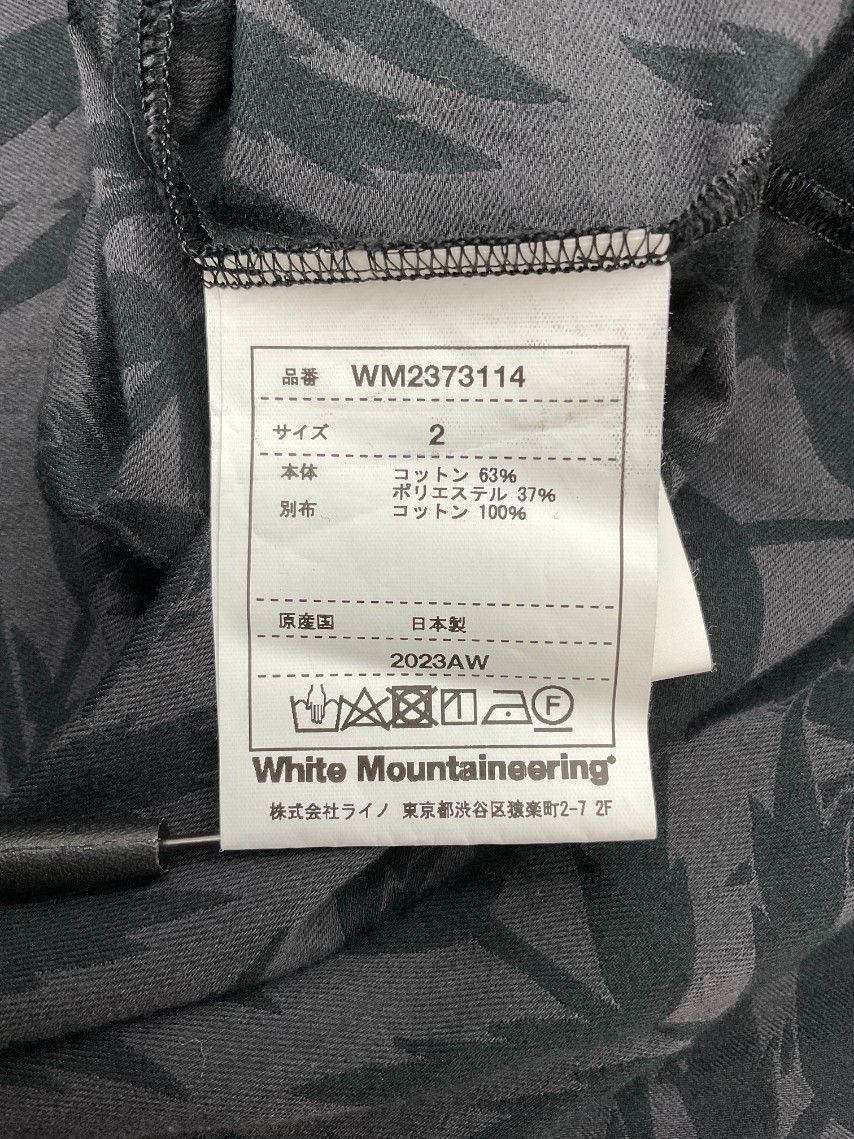 品番 WM2373114
サイズ 2
本体 コットン 63%
ポリエステル 37%
別布 コットン 100%
原産国 日本製
2023AW
F
White Mountaineering®
株式会社ライノ 東京都渋谷区猿楽町2-7 2F